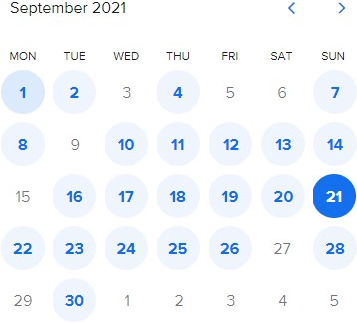 September 2021
MON TUE WED THU FRI SAT SUN
1 2 3 4 5 6 7
8 9 10 11 12 13 14
15 16 17 18 19 20 21
22 23 24 25 26 27 28
29 30 1 2 3 4 5